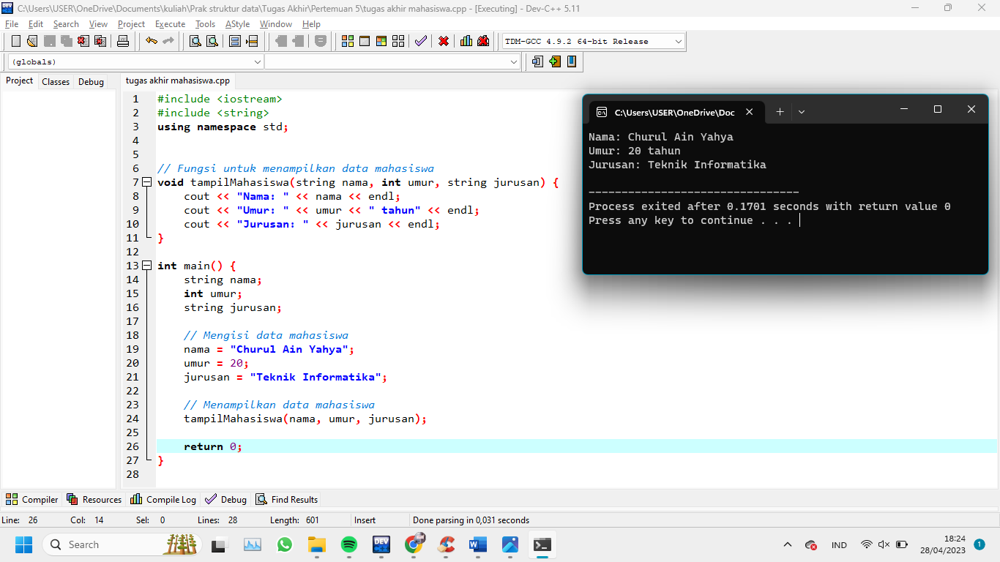 C:\Users\USER\OneDrive\Documents\kuliah\Prak struktur data\Tugas Akhir\Pertemuan 5\tugas akhir mahasiswa.cpp - [Executing] - Dev-C++ 5.11
File Edit Search View Project Execute Tools AStyle Window Help
TDM-GCC 4.9.2 64-bit Release
(globals)
Project Classes Debug
tugas akhir mahasiswa.cpp
1 #include <iostream>
2 #include <string>
3 using namespace std;
4
5
6 // Fungsi untuk menampilkan data mahasiswa
7 void tampilMahasiswa(string nama, int umur, string jurusan) {
8 cout << "Nama: " << nama << endl;
9 cout << "Umur: " << umur << " tahun" << endl;
10 cout << "Jurusan: " << jurusan << endl;
11 }
12
13 int main() {
14 string nama;
15 int umur;
16 string jurusan;
17
18 // Mengisi data mahasiswa
19 nama = "Churul Ain Yahya";
20 umur = 20;
21 jurusan = "Teknik Informatika";
22
23 // Menampilkan data mahasiswa
24 tampilMahasiswa(nama, umur, jurusan);
25
26 return 0;
27 }
28
C:\Users\USER\OneDrive\Doc
Nama: Churul Ain Yahya
Umur: 20 tahun
Jurusan: Teknik Informatika
--------------------------------
Process exited after 0.1701 seconds with return value 0
Press any key to continue . . .
Compiler Resources Compile Log Debug Find Results
Line: 26 Col: 14 Sel: 0 Lines: 28 Length: 601 Insert Done parsing in 0,031 seconds
Search
DEV
IND
18:24
28/04/2023
1